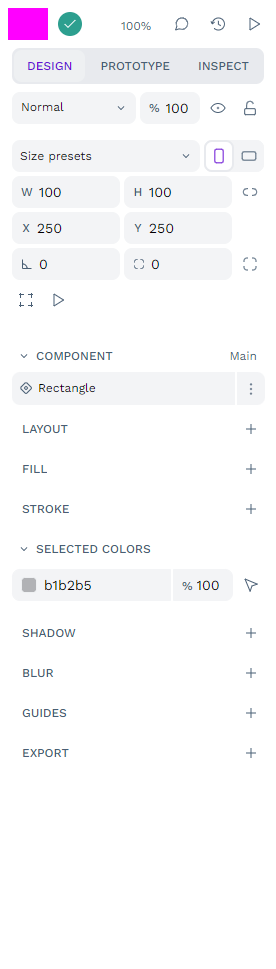 100%
DESIGN PROTOTYPE INSPECT
Normal % 100
Size presets
W 100 H 100
X 250 Y 250
0 0
COMPONENT Main
Rectangle
LAYOUT
FILL
STROKE
SELECTED COLORS
b1b2b5 % 100
SHADOW
BLUR
GUIDES
EXPORT